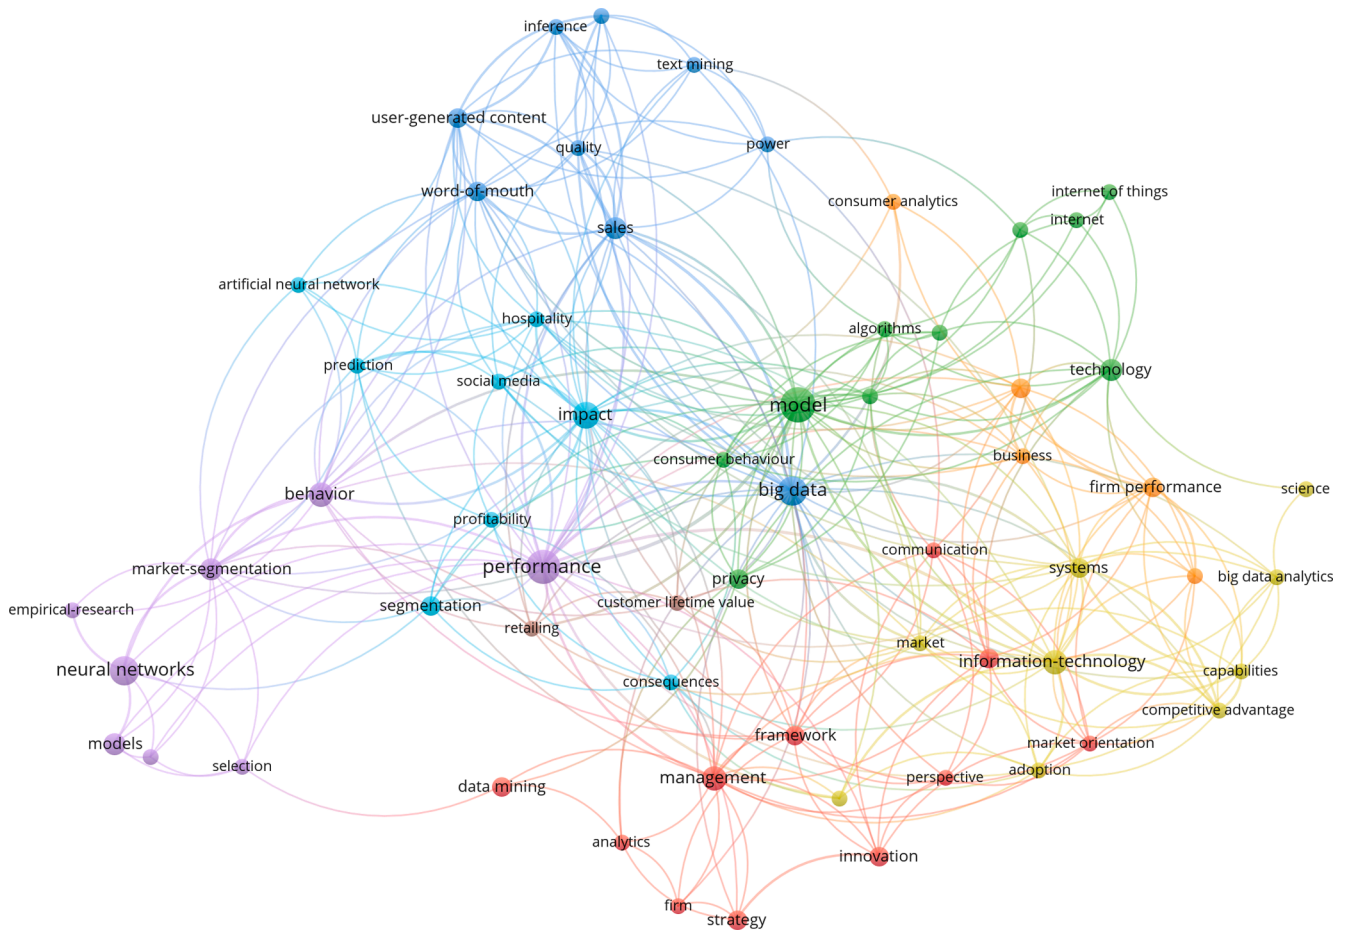 inference
text mining
user-generated content
quality
power
word-of-mouth
internet of things
consumer analytics
internet
sales
artificial neural network
hospitality
algorithms
prediction
technology
social media
model
impact
business
consumer behaviour
firm performance
science
big data
behavior
profitability
communication
performance
systems
market-segmentation
big data analytics
privacy
customer lifetime value
segmentation
empirical-research
retailing
market
information-technology
neural networks
capabilities
consequences
competitive advantage
framework
market orientation
models
selection
adoption
perspective
management
data mining
analytics
innovation
firm
strategy